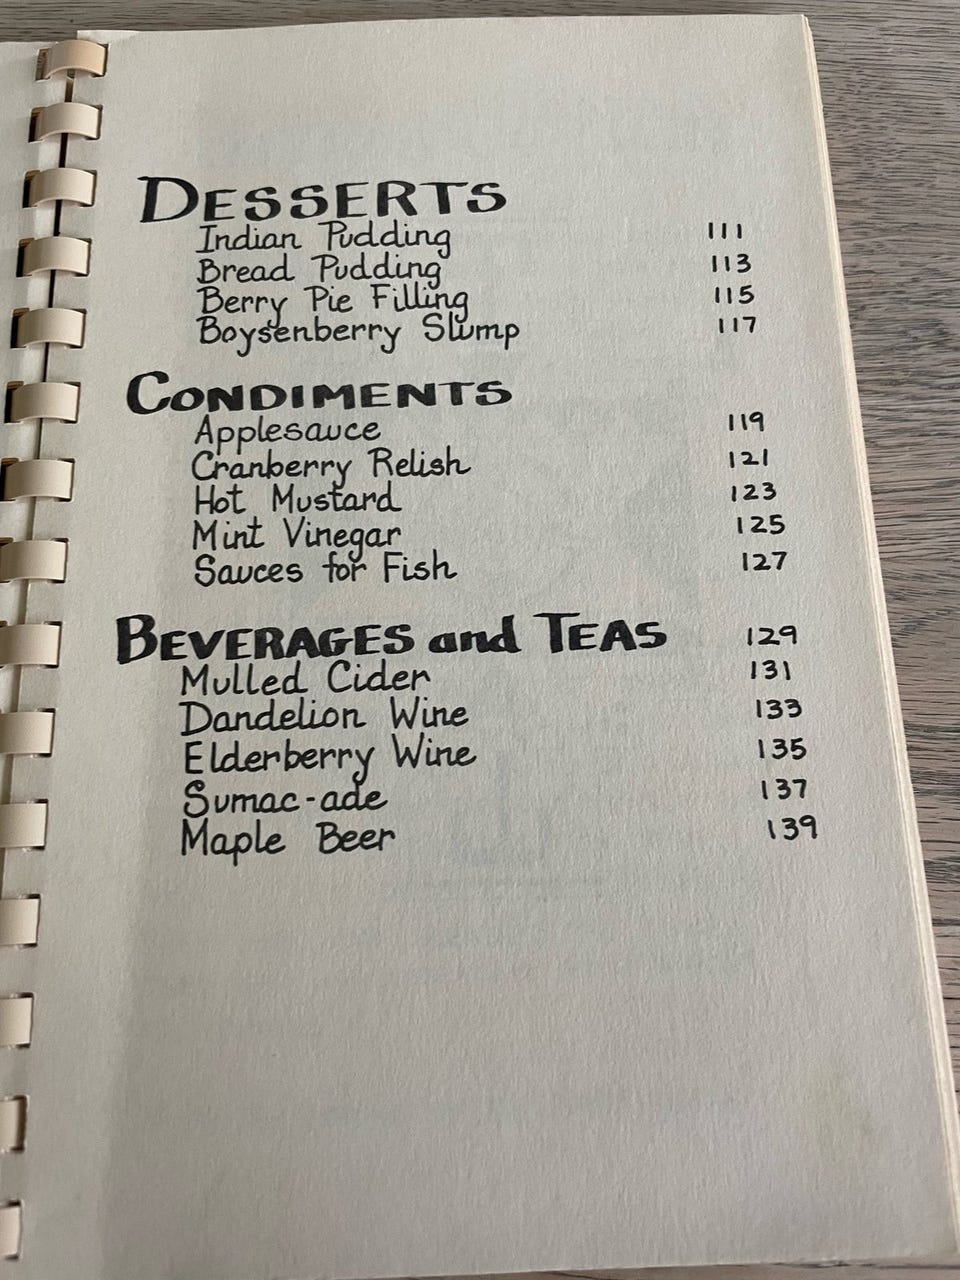 DESSERTS
Indian Pudding 111
Bread Pudding 113
Berry Pie Filling 115
Boysenberry Slump 117
CONDIMENTS
Applesauce 119
Cranberry Relish 121
Hot Mustard 123
Mint Vinegar 125
Sauces for Fish 127
BEVERAGES and TEAS 129
Mulled Cider 131
Dandelion Wine 133
Elderberry Wine 135
Sumac-ade 137
Maple Beer 139